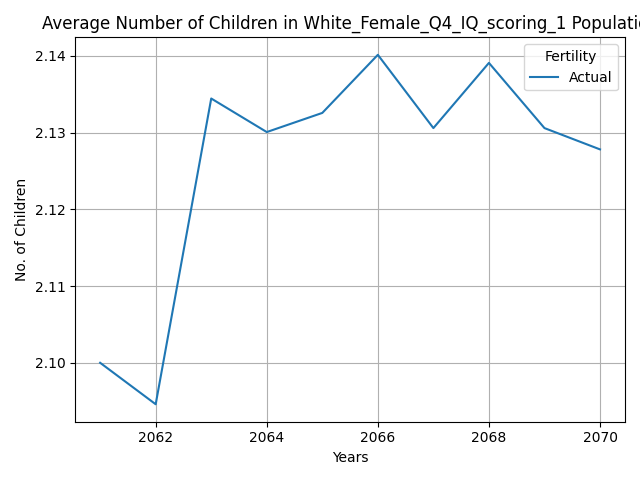 Average Number of Children in White_Female_Q4_IQ_scoring_1 Populatio
Fertility
Actual
2.14
2.13
2.12
2.11
2.10
No. of Children
2062 2064 2066 2068 2070
Years